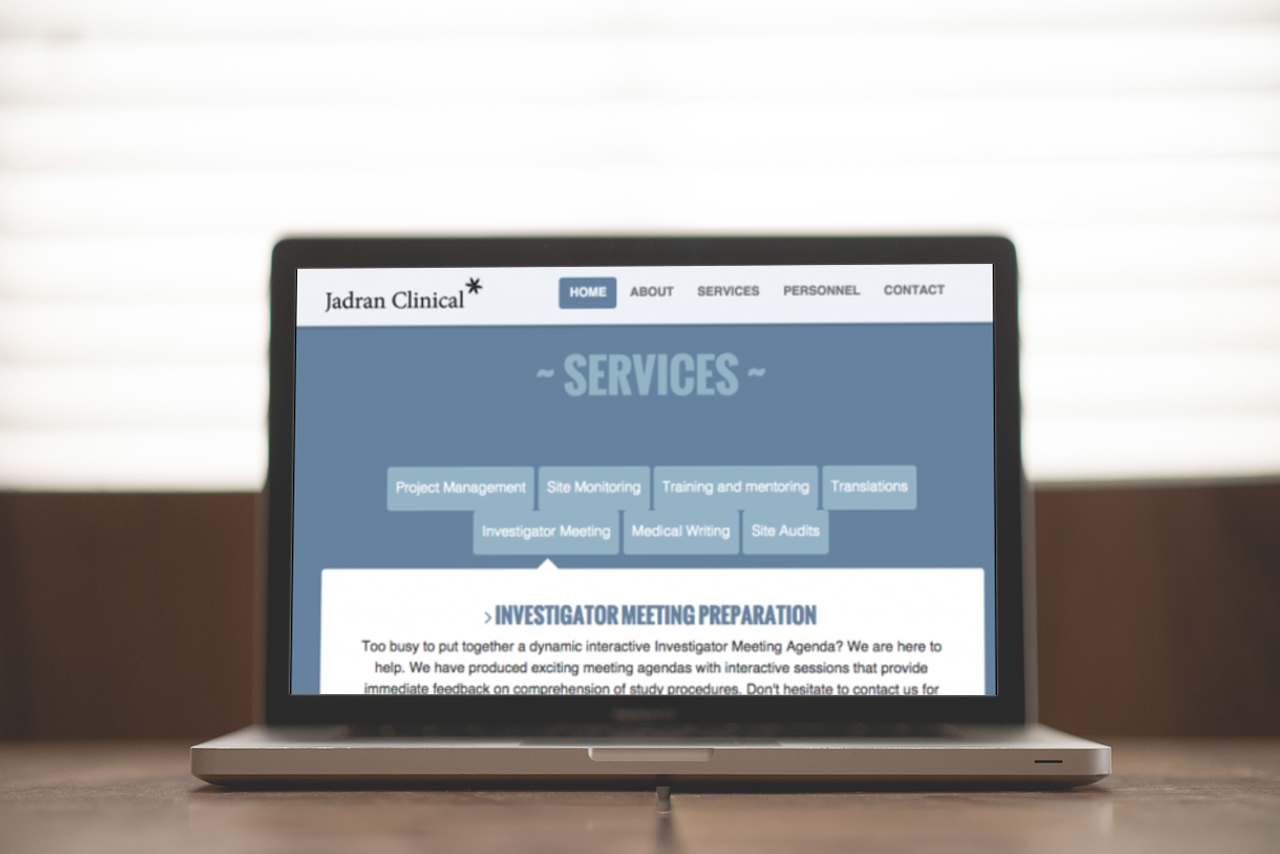 Jadran Clinical*
HOME ABOUT SERVICES PERSONNEL CONTACT
~ SERVICES ~
Project Management Site Monitoring Training and mentoring Translations
Investigator Meeting Medical Writing Site Audits
> INVESTIGATOR MEETING PREPARATION
Too busy to put together a dynamic interactive Investigator Meeting Agenda? We are here to
help. We have produced exciting meeting agendas with interactive sessions that provide
immediate feedback on comprehension of study procedures. Don't hesitate to contact us for